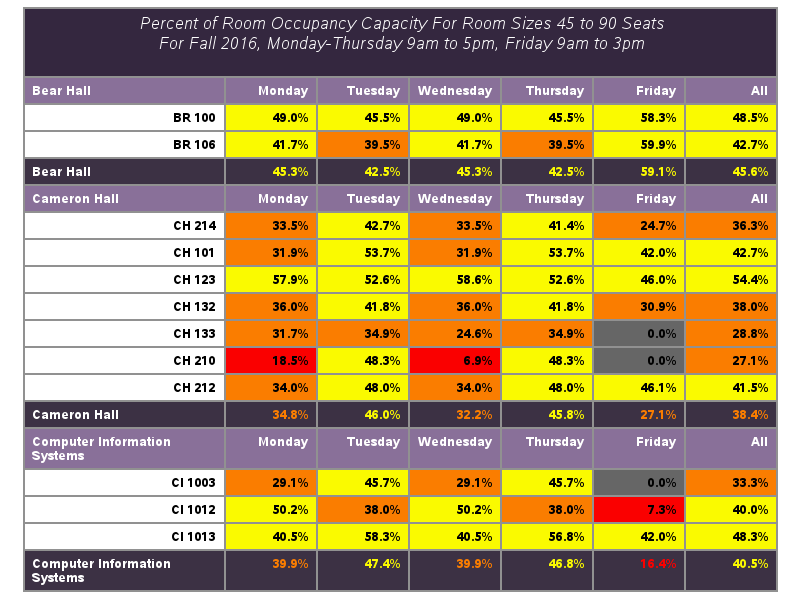 Percent of Room Occupancy Capacity For Room Sizes 45 to 90 Seats
For Fall 2016, Monday-Thursday 9am to 5pm, Friday 9am to 3pm
Bear Hall Monday Tuesday Wednesday Thursday Friday All
BR 100 49.0% 45.5% 49.0% 45.5% 58.3% 48.5%
BR 106 41.7% 39.5% 41.7% 39.5% 59.9% 42.7%
Bear Hall 45.3% 42.5% 45.3% 42.5% 59.1% 45.6%
Cameron Hall Monday Tuesday Wednesday Thursday Friday All
CH 214 33.5% 42.7% 33.5% 41.4% 24.7% 36.3%
CH 101 31.9% 53.7% 31.9% 53.7% 42.0% 42.7%
CH 123 57.9% 52.6% 58.6% 52.6% 46.0% 54.4%
CH 132 36.0% 41.8% 36.0% 41.8% 30.9% 38.0%
CH 133 31.7% 34.9% 24.6% 34.9% 0.0% 28.8%
CH 210 18.5% 48.3% 6.9% 48.3% 0.0% 27.1%
CH 212 34.0% 48.0% 34.0% 48.0% 46.1% 41.5%
Cameron Hall 34.8% 46.0% 32.2% 45.8% 27.1% 38.4%
Computer Information Monday Tuesday Wednesday Thursday Friday All
Systems
CI 1003 29.1% 45.7% 29.1% 45.7% 0.0% 33.3%
CI 1012 50.2% 38.0% 50.2% 38.0% 7.3% 40.0%
CI 1013 40.5% 58.3% 40.5% 56.8% 42.0% 48.3%
Computer Information 39.9% 47.4% 39.9% 46.8% 16.4% 40.5%
Systems